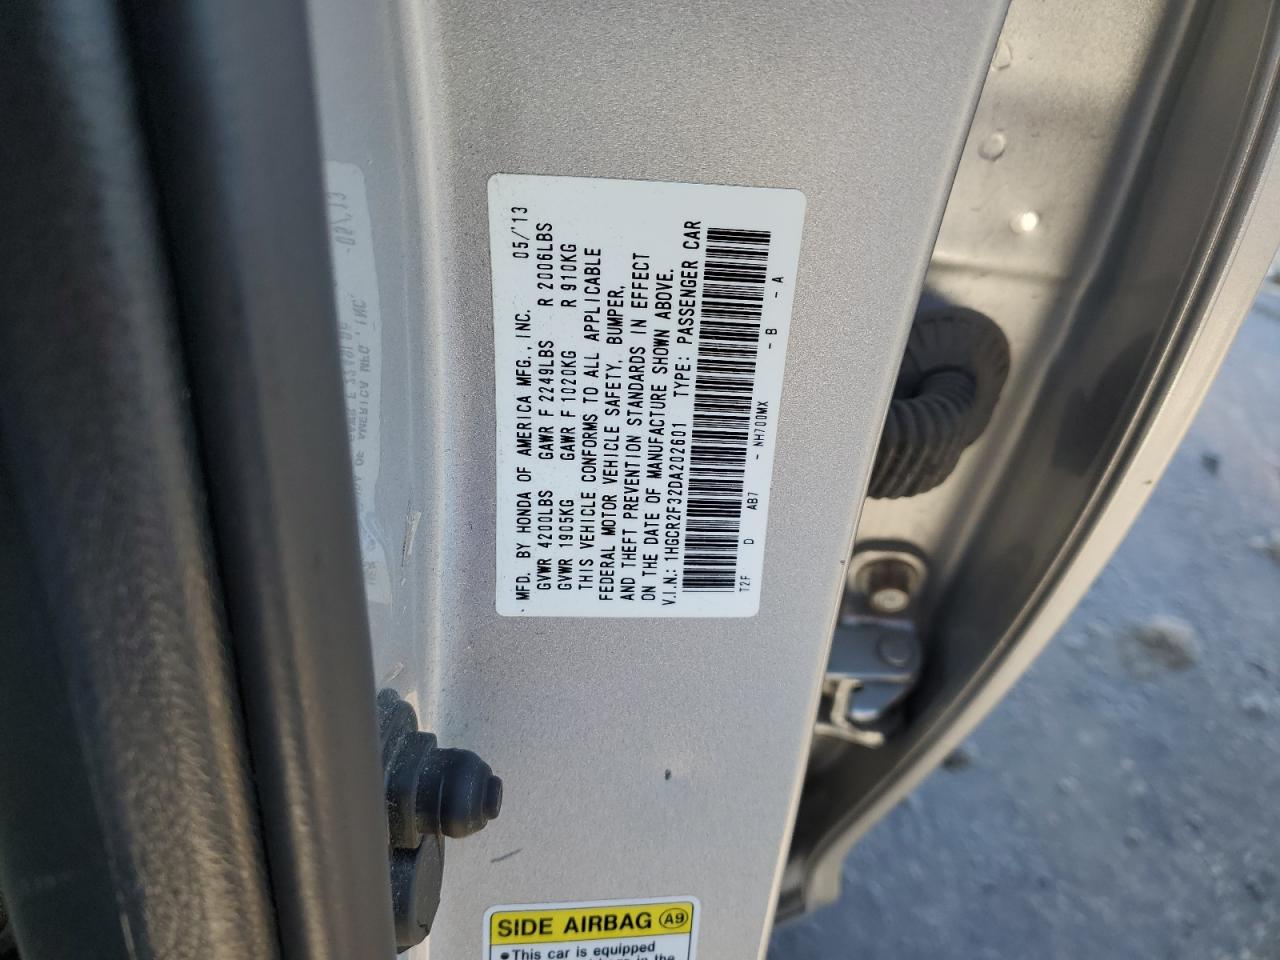 MFD. BY HONDA OF AMERICA MFG., INC. 05/'13
GVWR 4200LBS GAWR F 2249LBS R 2006LBS
GVWR 1905KG GAWR F 1020KG R 910KG
THIS VEHICLE CONFORMS TO ALL APPLICABLE
FEDERAL MOTOR VEHICLE SAFETY, BUMPER,
AND THEFT PREVENTION STANDARDS IN EFFECT
ON THE DATE OF MANUFACTURE SHOWN ABOVE.
V.I.N.: 1HGCR2F32DA202601 TYPE: PASSENGER CAR
T2F D AB7 - NH700MX - B - A
SIDE AIRBAG A9
•This car is equipped